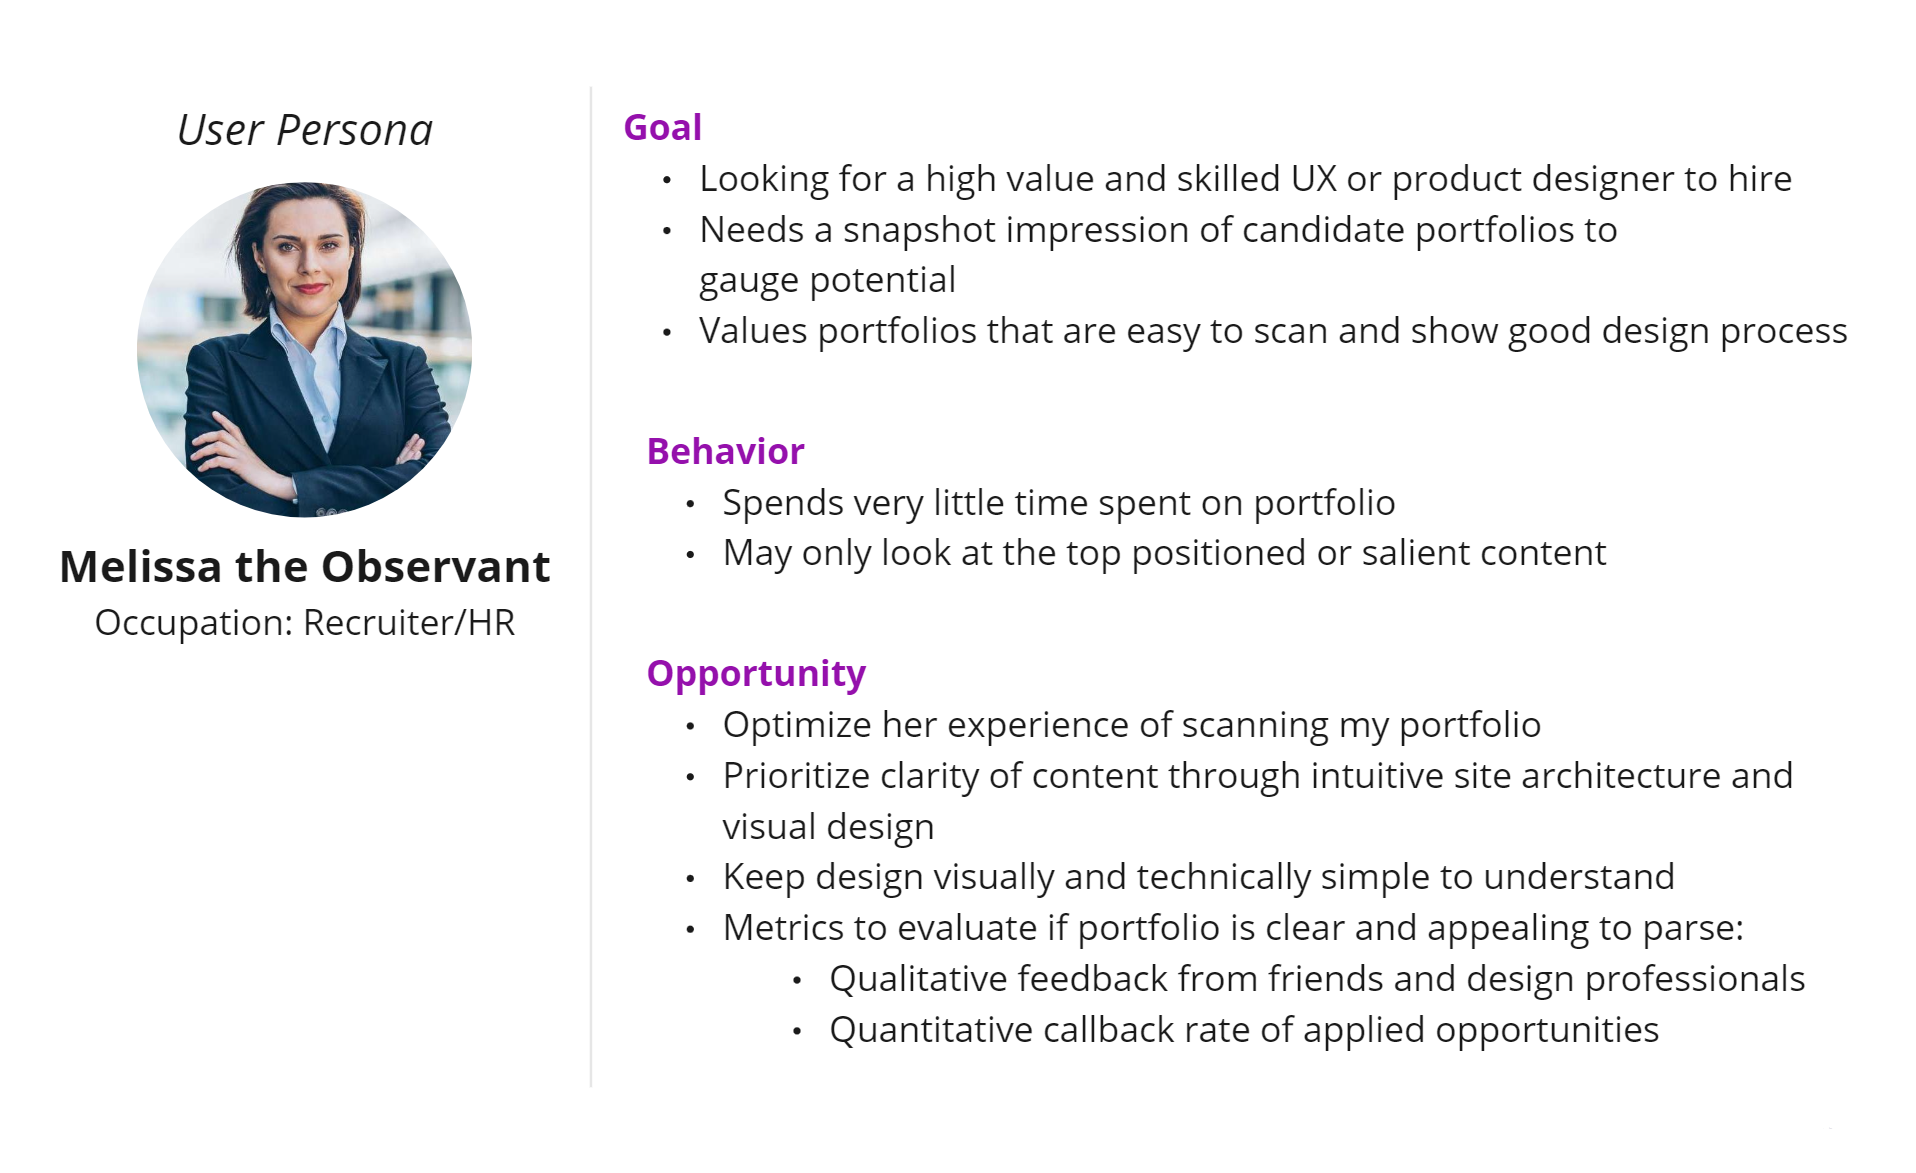 User Persona
Melissa the Observant
Occupation: Recruiter/HR
Goal
• Looking for a high value and skilled UX or product designer to hire
• Needs a snapshot impression of candidate portfolios to
gauge potential
• Values portfolios that are easy to scan and show good design process
Behavior
• Spends very little time spent on portfolio
• May only look at the top positioned or salient content
Opportunity
• Optimize her experience of scanning my portfolio
• Prioritize clarity of content through intuitive site architecture and
visual design
• Keep design visually and technically simple to understand
• Metrics to evaluate if portfolio is clear and appealing to parse:
• Qualitative feedback from friends and design professionals
• Quantitative callback rate of applied opportunities